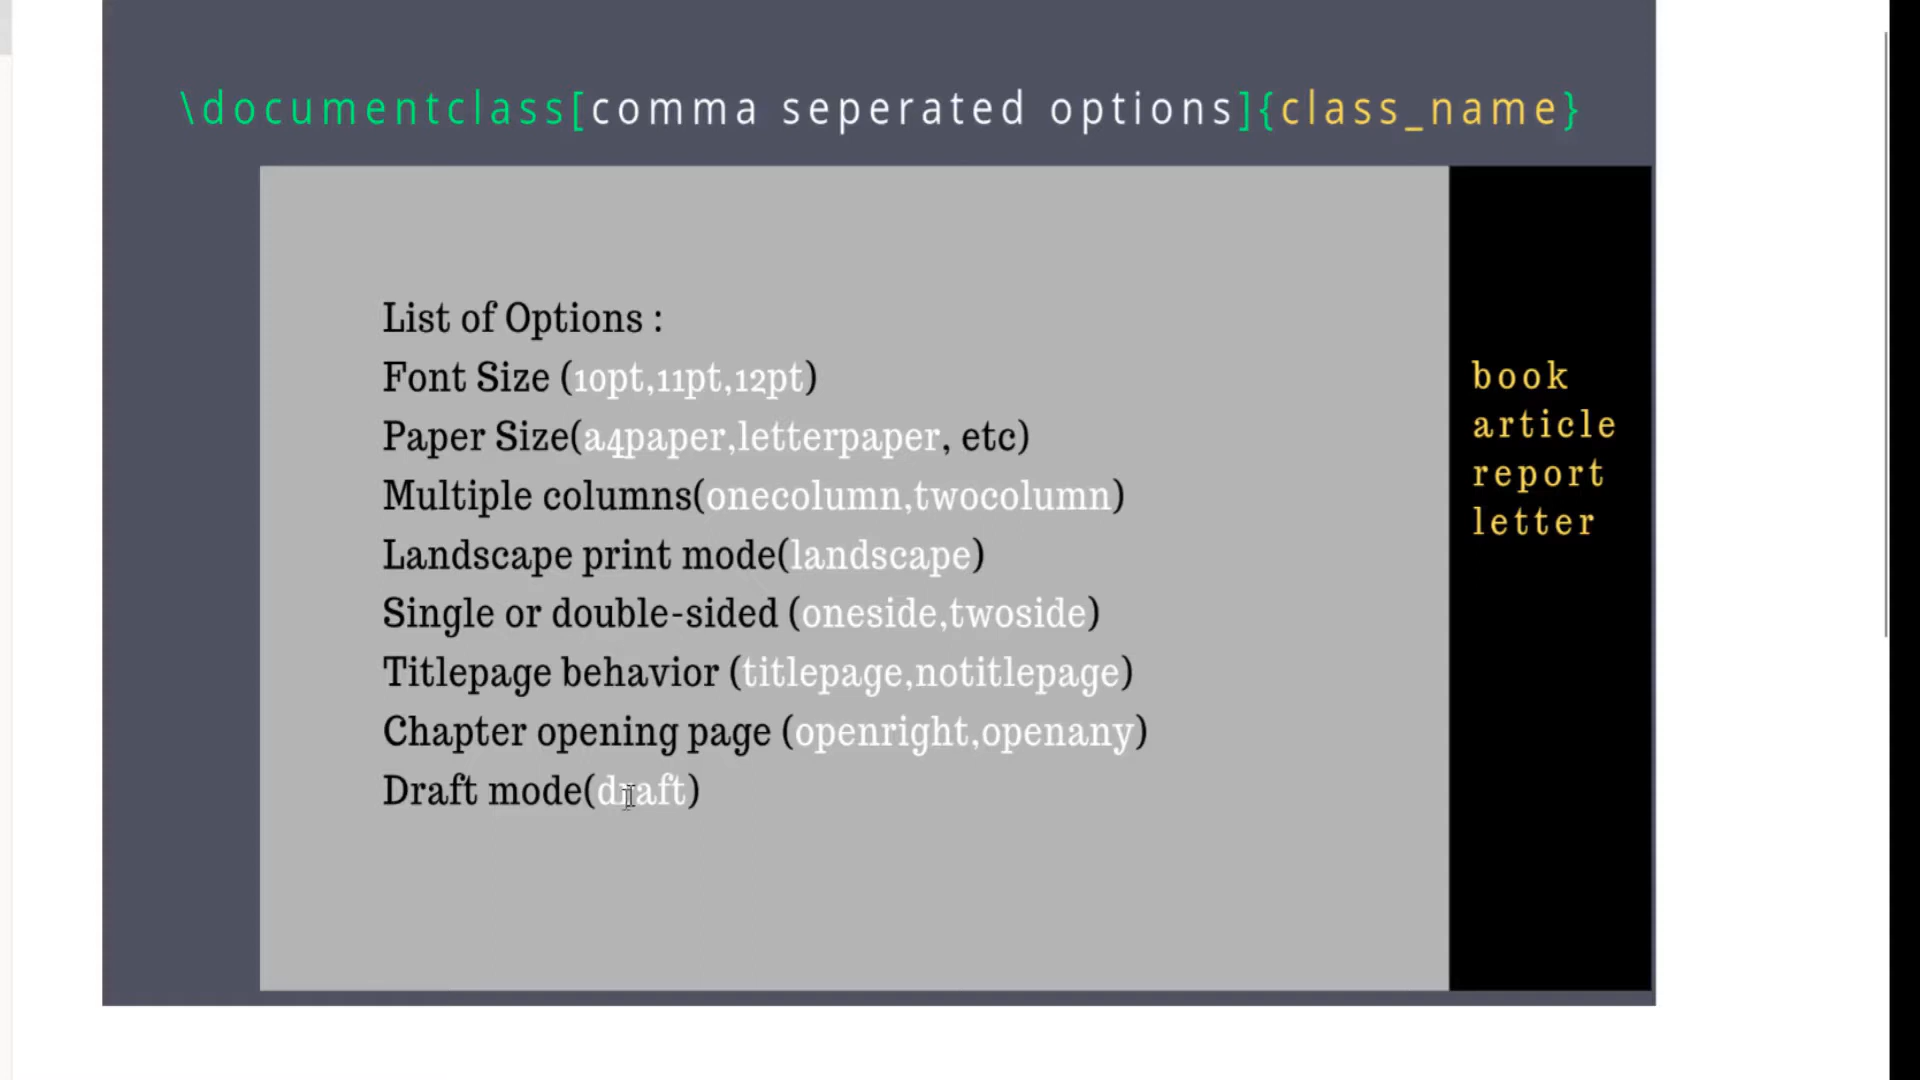 \documentclass[comma seperated options]{class_name}
List of Options :
Font Size (10pt,11pt,12pt)
Paper Size(a4paper,letterpaper, etc)
Multiple columns(onecolumn,twocolumn)
Landscape print mode(landscape)
Single or double-sided (oneside,twoside)
Titlepage behavior (titlepage,notitlepage)
Chapter opening page (openright,openany)
Draft mode(draft)
book
article
report
letter